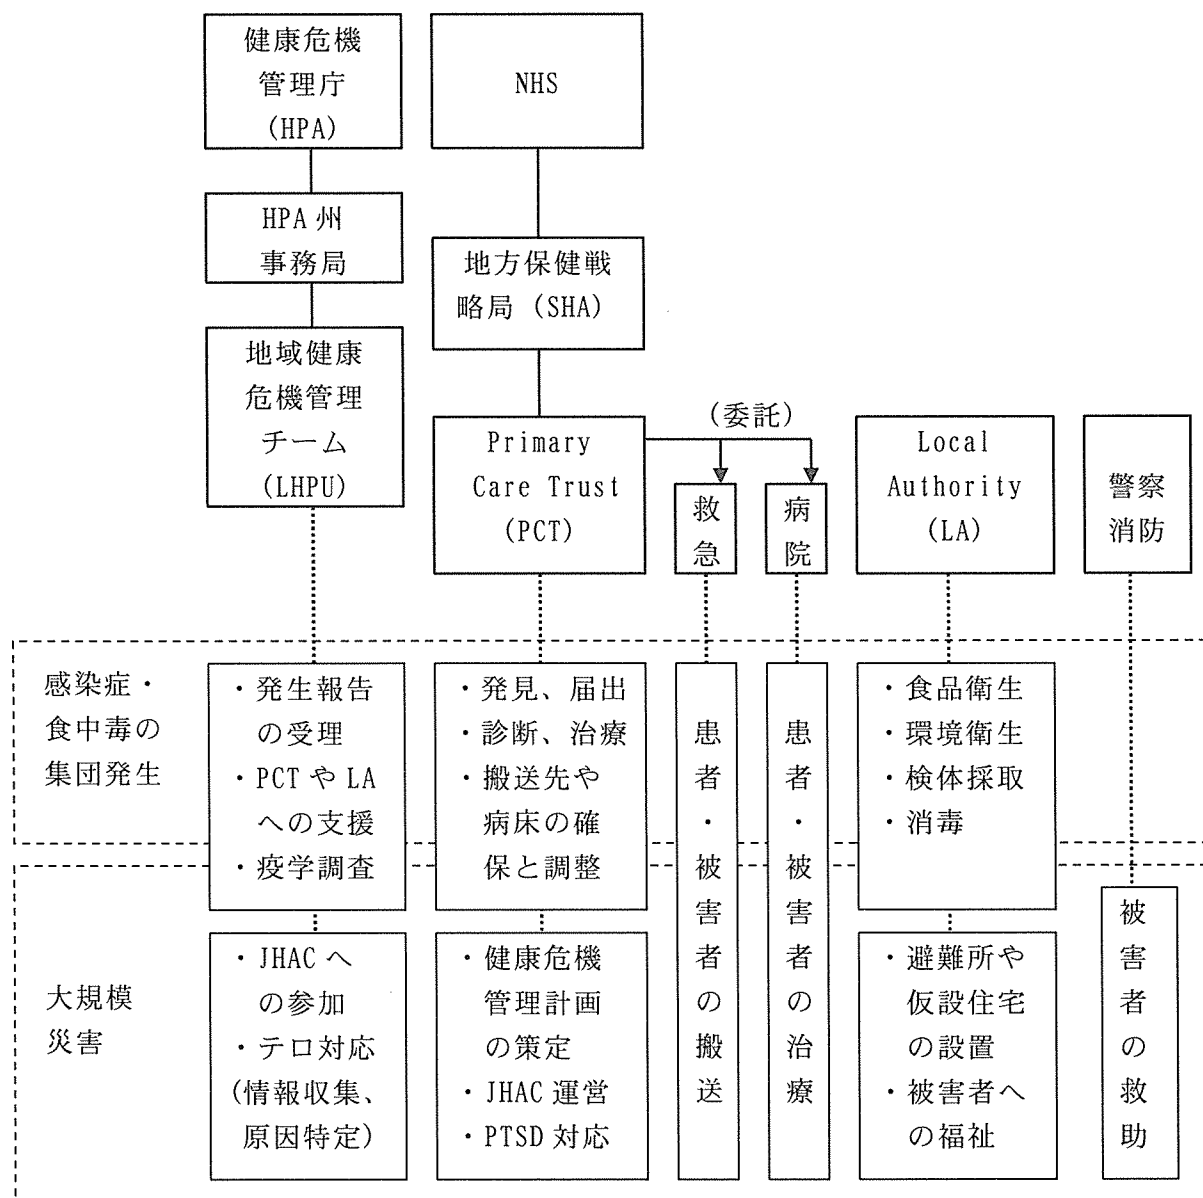 健康危機
管理庁
(HPA)
NHS
HPA 州
事務局
地方保健戦
略局 (SHA)
地域健康
危機管理
チーム
(LHPU)
Primary
Care Trust
(PCT)
(委託)
救急
病院
Local
Authority
(LA)
警察
消防
感染症・
食中毒の
集団発生
・発生報告
の受理
・PCT や LA
への支援
・疫学調査
・発見、届出
・診断、治療
・搬送先や
病床の確
保と調整
患者・被害者の搬送
患者・被害者の治療
・食品衛生
・環境衛生
・検体採取
・消毒
大規模
災害
・JHAC へ
の参加
・テロ対応
(情報収集、
原因特定)
・健康危機
管理計画
の策定
・JHAC 運営
・PTSD 対応
・避難所や
仮設住宅
の設置
・被害者へ
の福祉
被害者の救助